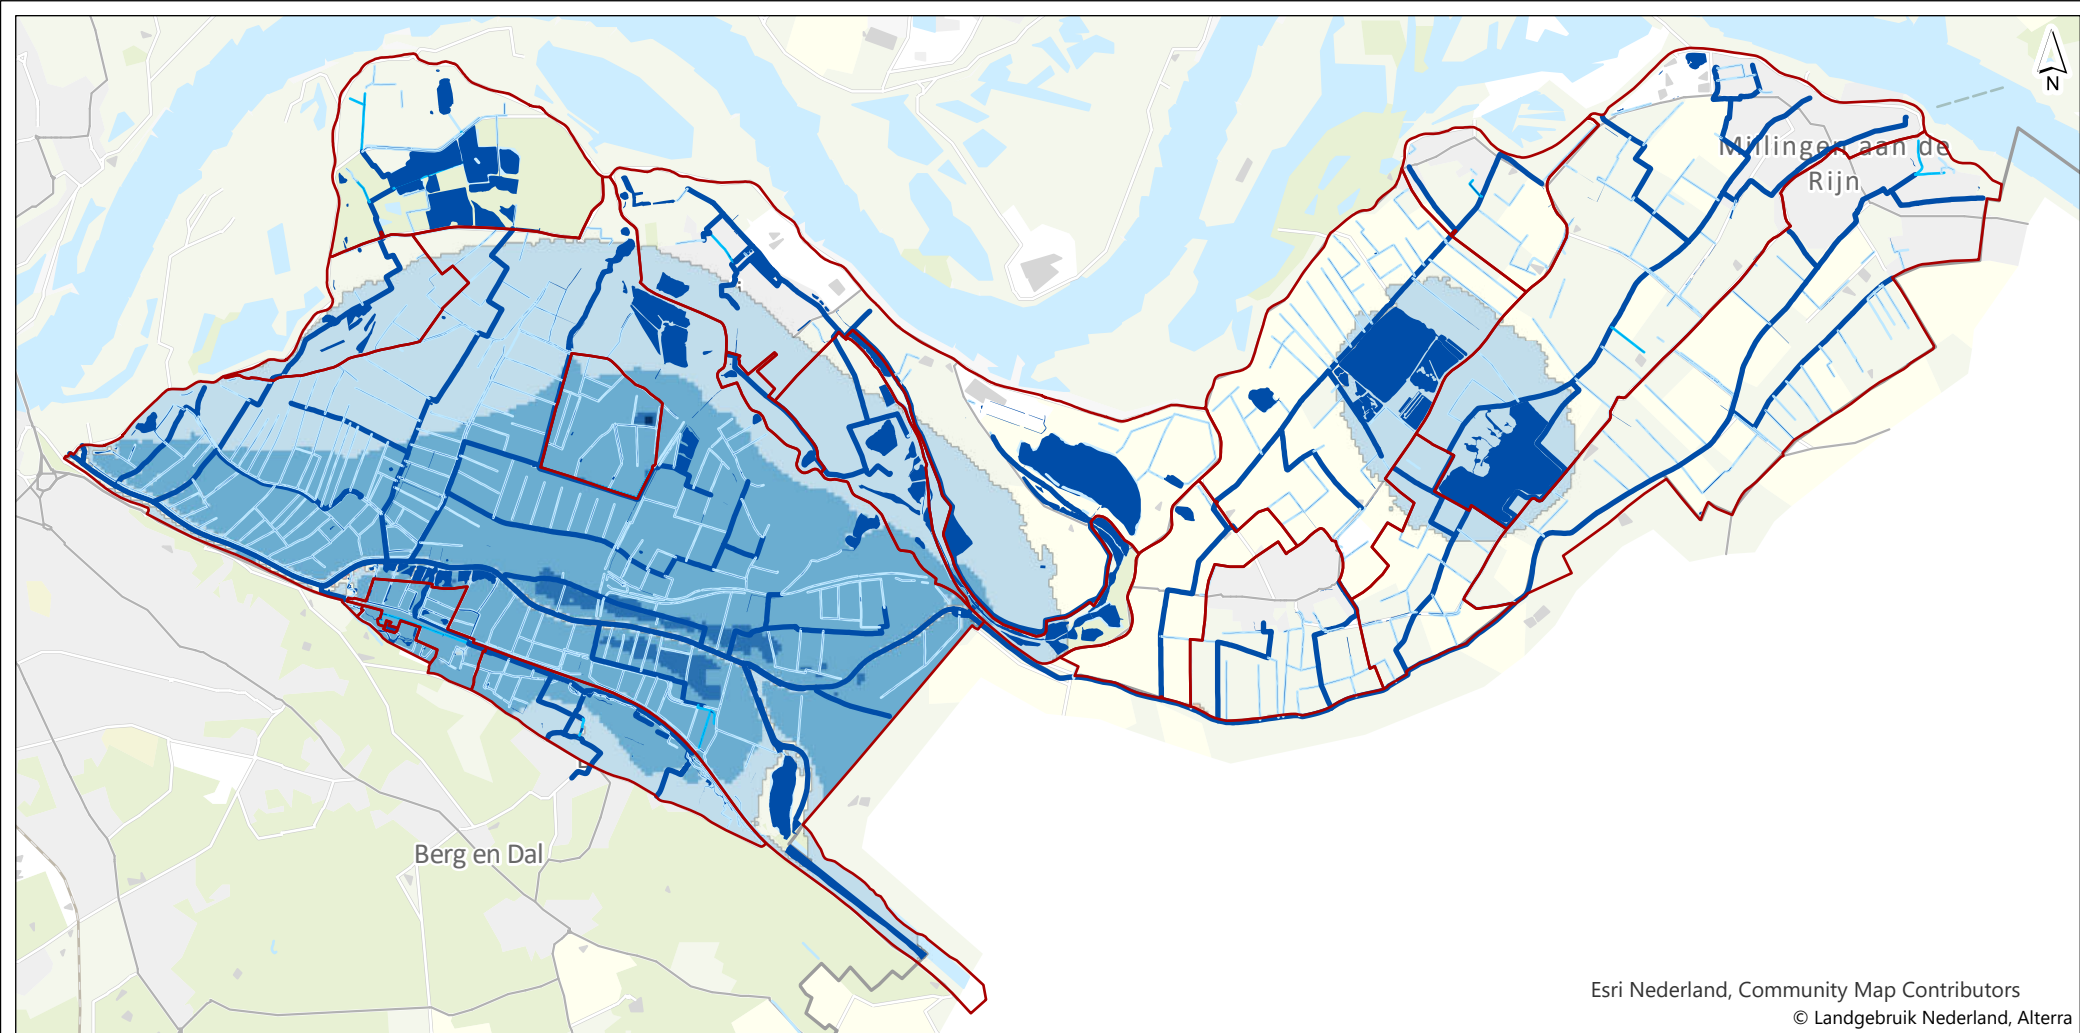 N
Millingen aan de
Rijn
Berg en Dal
Esri Nederland, Community Map Contributors
© Landgebruik Nederland, Alterra